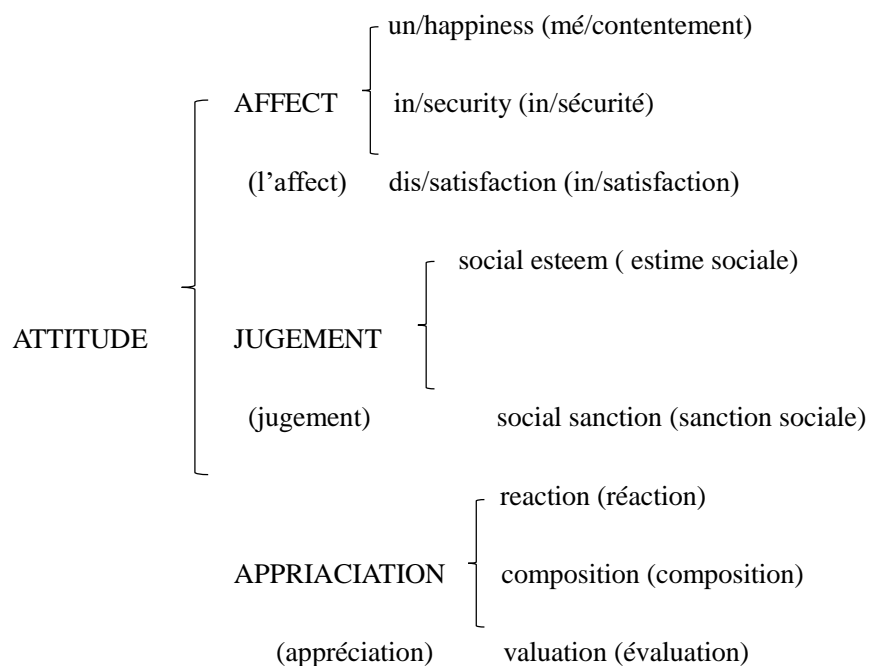 un/happiness (mé/contentement)
AFFECT in/security (in/sécurité)
(l’affect) dis/satisfaction (in/satisfaction)
social esteem ( estime sociale)
ATTITUDE JUGEMENT
(jugement) social sanction (sanction sociale)
reaction (réaction)
APPRIACIATION composition (composition)
(appréciation) valuation (évaluation)